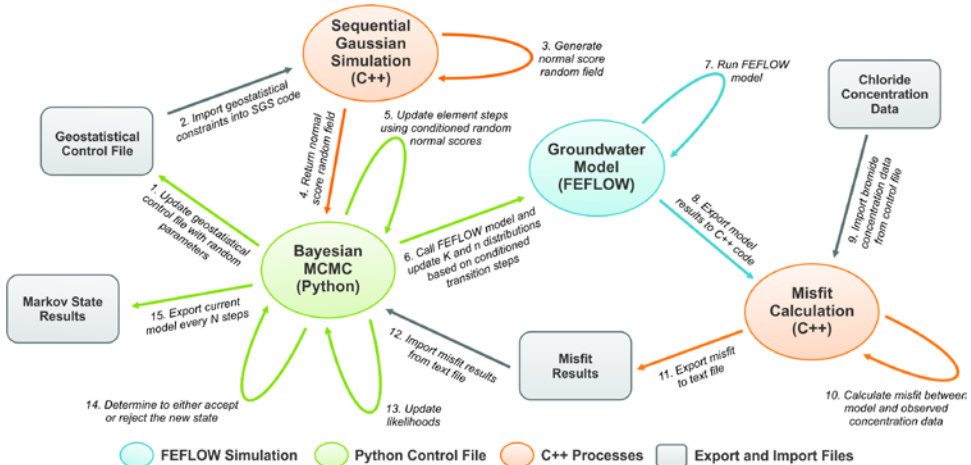 Sequential
Gaussian
Simulation
(C++)
3. Generate
normal score
random field
7. Run FEFLOW
model
Chloride
Concentration
Data
2. Import geostatistical
constraints into SGS code
Geostatistical
Control File
4. Return normal
score random field
5. Update element steps
using conditioned random
normal scores
Groundwater
Model
(FEFLOW)
1. Update geostatistical
control file with random
parameters
6. Call FEFLOW model and
update K and n distributions
based on conditioned
transition steps
8. Export model
results to C++ code
9. Import bromide
concentration data
from control file
Bayesian
MCMC
(Python)
Markov State
Results
15. Export current
model every N steps
12. Import misfit results
from text file
Misfit
Results
11. Export misfit
to text file
Misfit
Calculation
(C++)
14. Determine to either accept
or reject the new state
13. Update
likelihoods
10. Calculate misfit between
model and observed
concentration data
FEFLOW Simulation
Python Control File
C++ Processes
Export and Import Files